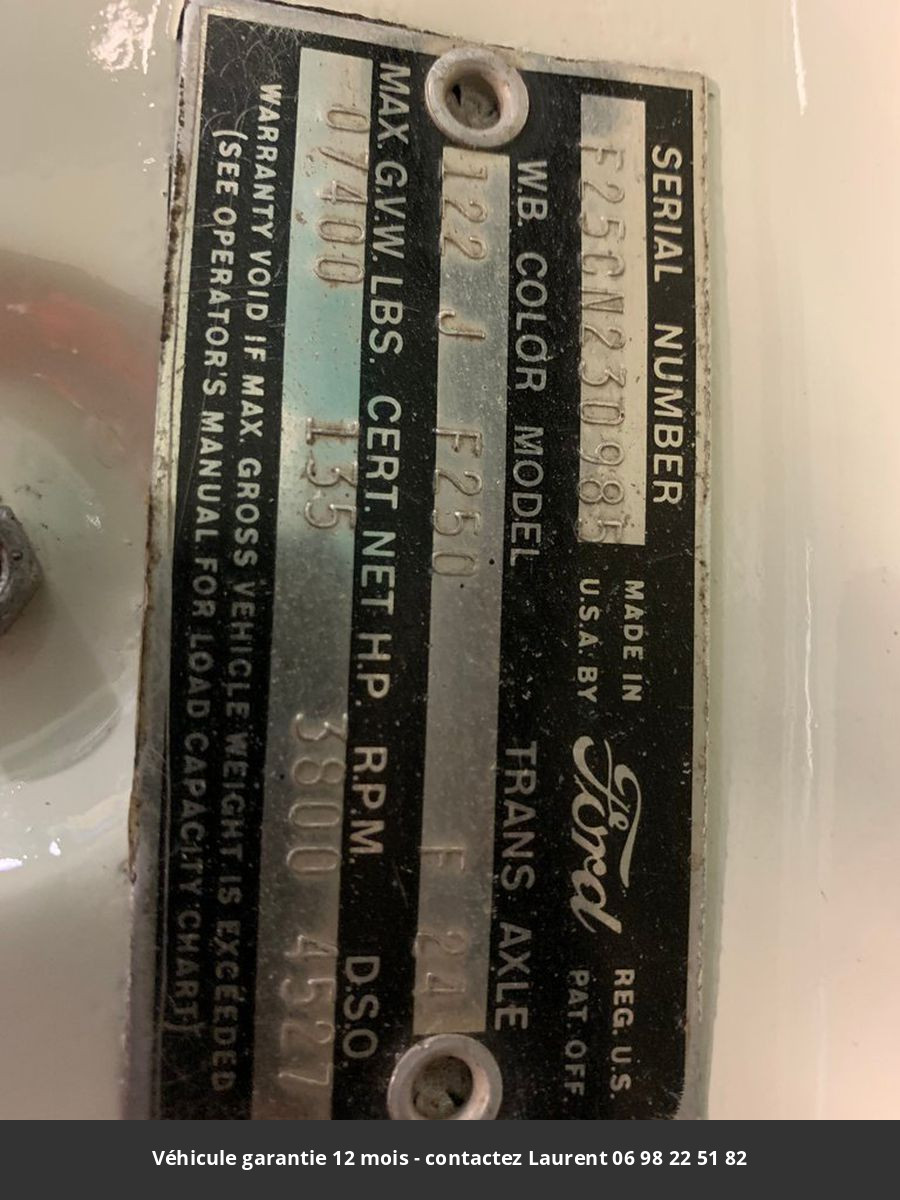 SERIAL NUMBER
F25CN230985
MADE IN
U.S.A. BY
Ford
REG. U.S.
PAT. OFF.
W.B. COLOR MODEL TRANS AXLE
122 J F250 F 24
MAX. G.V.W. LBS. CERT. NET H.P. R.P.M. D.S.O.
07400 135 3800 4527
WARRANTY VOID IF MAX. GROSS VEHICLE WEIGHT IS EXCEEDED
(SEE OPERATOR'S MANUAL FOR LOAD CAPACITY CHART)
Véhicule garantie 12 mois - contactez Laurent 06 98 22 51 82